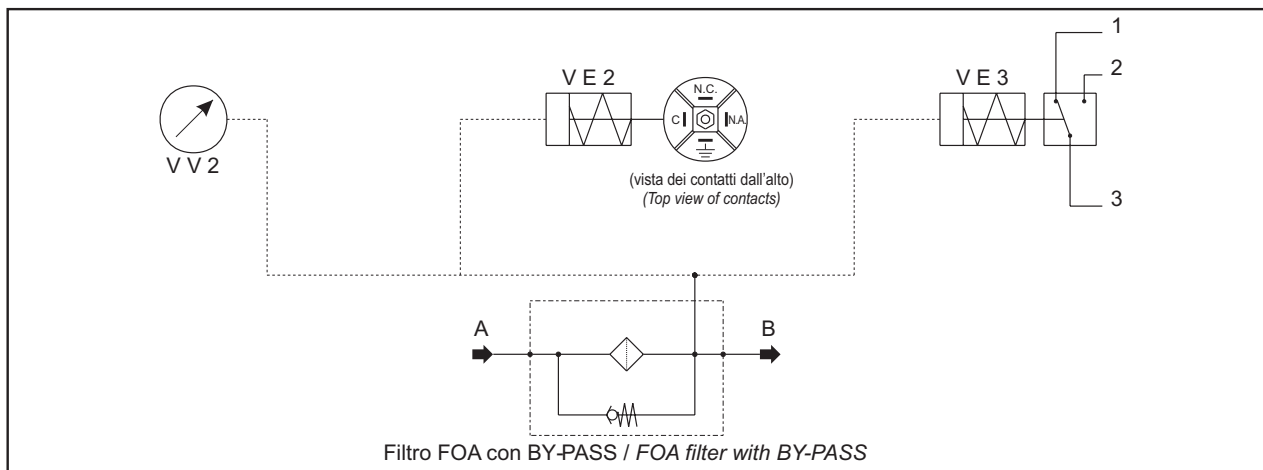 1
2
V E 2
N.C.
V E 3
C
N.A.
V V 2
(vista dei contatti dall'alto)
(Top view of contacts)
3
A
B
Filtro FOA con BY-PASS / FOA filter with BY-PASS